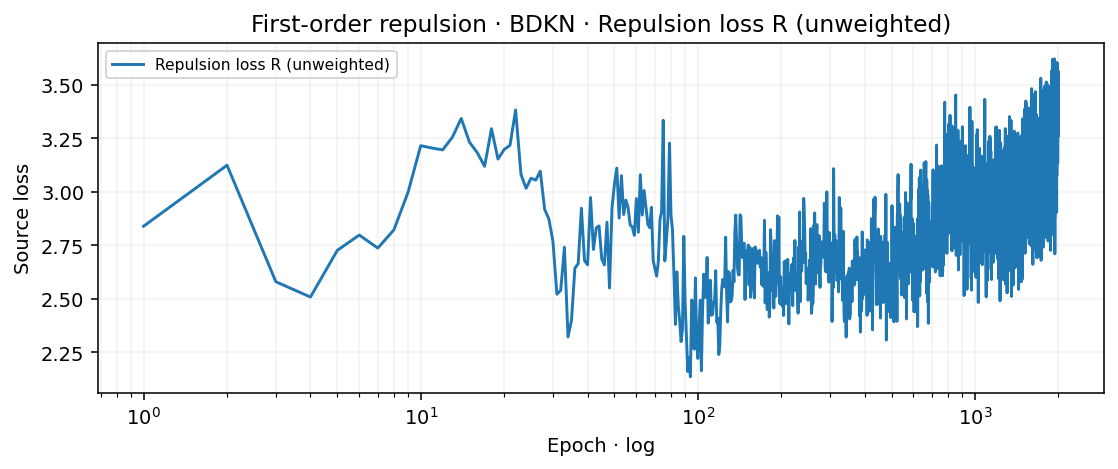 First-order repulsion · BDKN · Repulsion loss R (unweighted)
Repulsion loss R (unweighted)
Source loss
3.50
3.25
3.00
2.75
2.50
2.25
10⁰ 10¹ 10² 10³
Epoch · log